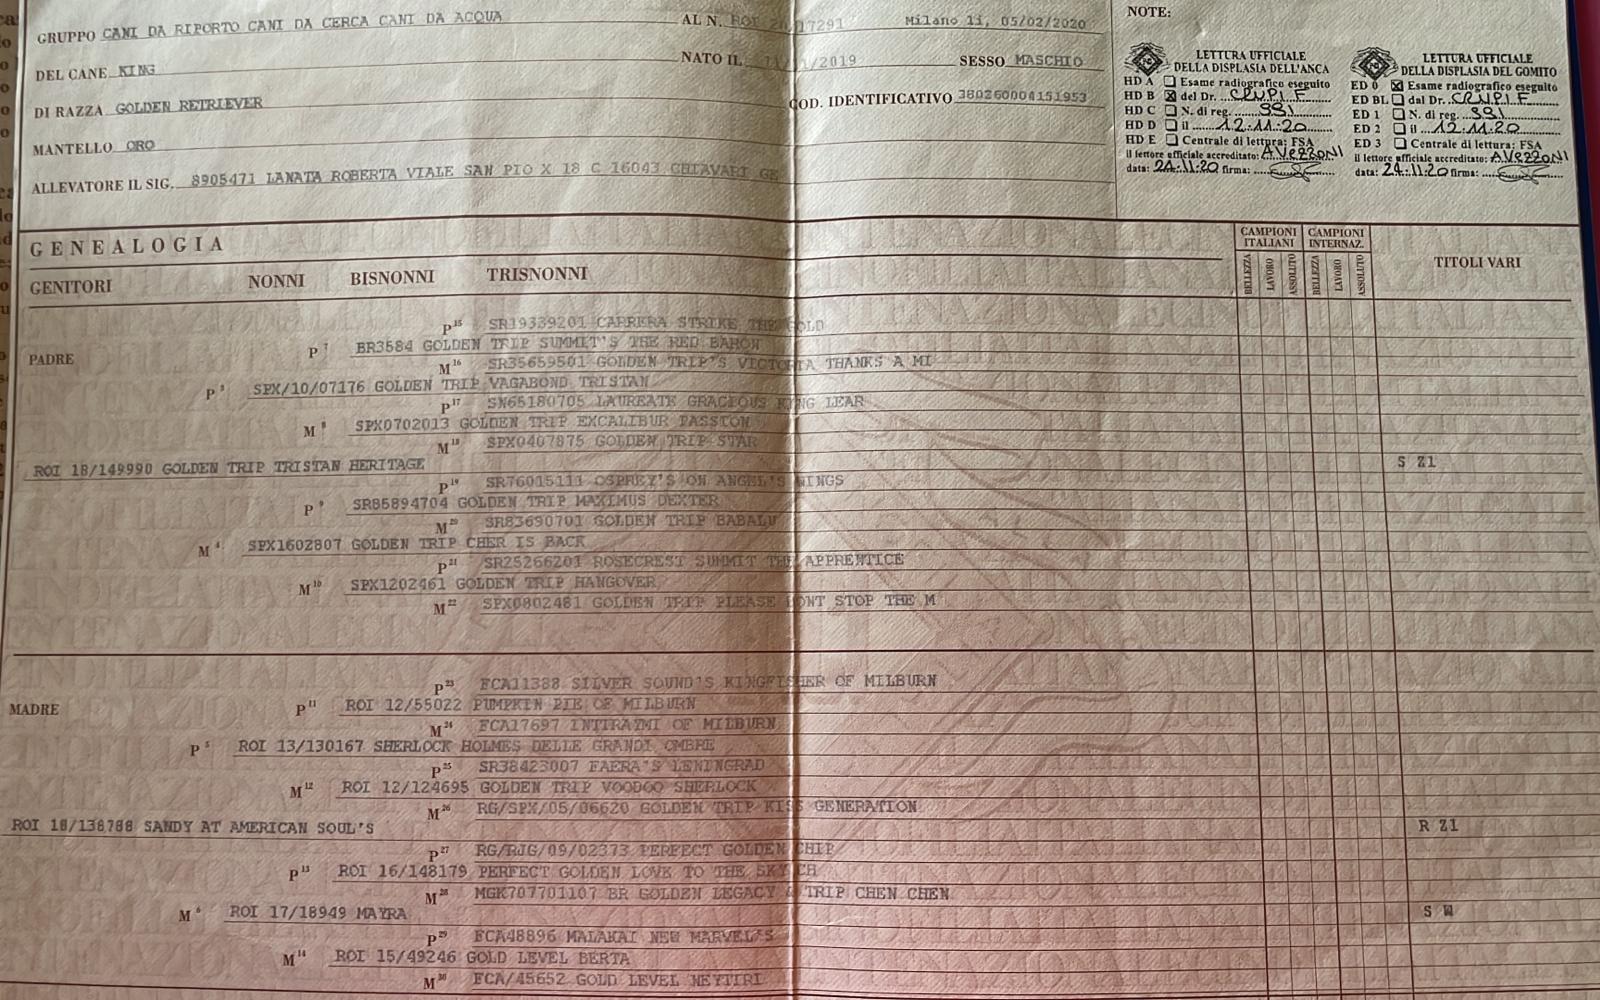 GRUPPO CANI DA RIPORTO CANI DA CERCA CANI DA ACQUA
AL N. ROI 17291
Milano li, 05/02/2020
DEL CANE KING
NATO IL 2019
SESSO MASCHIO
DI RAZZA GOLDEN RETRIEVER
COD. IDENTIFICATIVO 380260004151953
MANTELLO ORO
ALLEVATORE IL SIG. 8905471 LANATA ROBERTA VIALE SAN PIO X 18 C 16043 CHIAVARI GE
NOTE:
LETTURA UFFICIALE
DELLA DISPLASIA DELL'ANCA
HD A Esame radiografico eseguito
HD B del Dr. CRUPI F
HD C N. di reg. 991
HD D il 12.11.20
HD E Centrale di lettura: FSA
Il lettore ufficiale accreditato: AVEZZONI
data: 24.11.20 firma:
LETTURA UFFICIALE
DELLA DISPLASIA DEL GOMITO
ED 0 Esame radiografico eseguito
ED BL dal Dr. CRUPI F
ED 1 N. di reg. 991
ED 2 il 12.11.20
ED 3 Centrale di lettura: FSA
Il lettore ufficiale accreditato: AVEZZONI
data: 24.11.20 firma:
GENEALOGIA
CAMPIONI ITALIANI
CAMPIONI INTERNAZ.
GENITORI NONNI BISNONNI TRISNONNI
BELLEZZA LAVORO ASSOLUTO BELLEZZA LAVORO ASSOLUTO
TITOLI VARI
P15 SR19339201 CARRERA STRIKE THE GOLD
P7 BR3584 GOLDEN TRIP SUMMIT'S THE RED BARON
PADRE
M16 SR35659501 GOLDEN TRIP'S VICTORIA THANKS A MI
P3 SPX/10/07176 GOLDEN TRIP VAGABOND TRISTAN
P17 SN65180705 LAUREATE GRACIOUS KING LEAR
M8 SPX0702013 GOLDEN TRIP EXCALIBUR PASSTON
M18 SPX0407875 GOLDEN TRIP STAR
ROI 18/149990 GOLDEN TRIP TRISTAN HERITAGE S Z1
P19 SR76015111 OSPREY'S ON ANGEL'S WINGS
P9 SR85894704 GOLDEN TRIP MAXIMUS DEXTER
M20 SR83690701 GOLDEN TRIP BABALU
M4 SPX1602807 GOLDEN TRIP CHER IS BACK
P21 SR25266201 ROSECREST SUMMIT THE APPRENTICE
M10 SPX1202461 GOLDEN TRIP HANGOVER
M22 SPX0802481 GOLDEN TRIP PLEASE DONT STOP THE M
P23 FCA11388 SILVER SOUND'S KINGFISHER OF MILBURN
P11 ROI 12/55022 PUMPKIN PIE OF MILBURN
MADRE
M24 FCA17697 INTIRAIMI OF MILBURN
P5 ROI 13/130167 SHERLOCK HOLMES DELLE GRANDI OMBRE
P25 SR38423007 FAERA'S LENINGRAD
M12 ROI 12/124695 GOLDEN TRIP VOODOO SHERLOCK
M26 RG/SPX/05/06620 GOLDEN TRIP KISS GENERATION
ROI 18/138788 SANDY AT AMERICAN SOUL'S R Z1
P27 RG/RJG/09/02373 PERFECT GOLDEN CHIP
P13 ROI 16/148179 PERFECT GOLDEN LOVE TO THE SKY CH
M28 MGK707701107 BR GOLDEN LEGACY & TRIP CHEN CHEN
M6 ROI 17/18949 MAYRA S W
P29 FCA48896 MALAKAI NEW MARVEL'S
M14 ROI 15/49246 GOLD LEVEL BERTA
M30 FCA/45652 GOLD LEVEL NEYTIRI